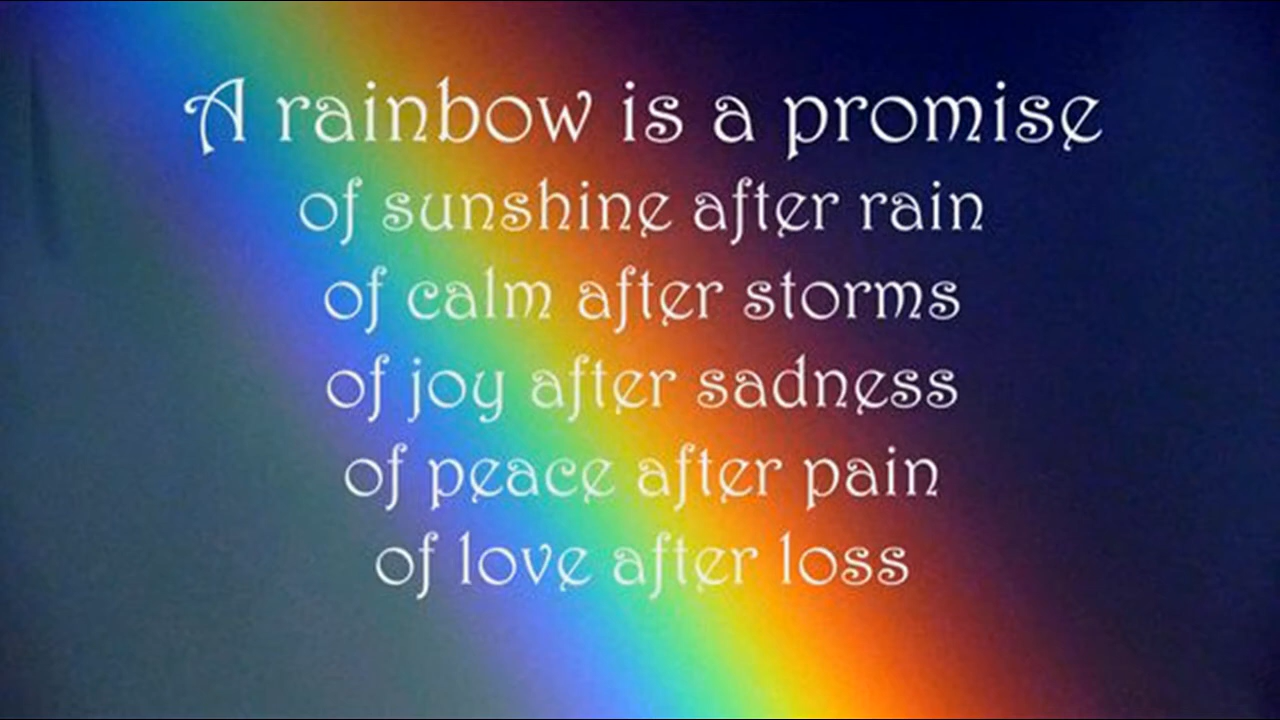 A rainbow is a promise
of sunshine after rain
of calm after storms
of joy after sadness
of peace after pain
of love after loss